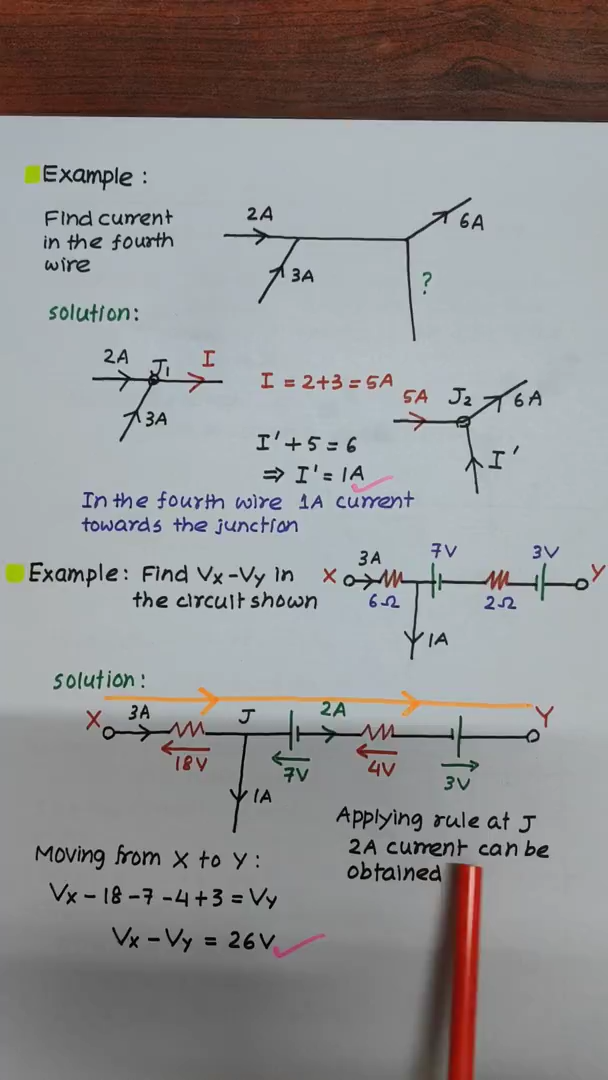 Example :
Find current
in the fourth
wire
2A
6A
3A
?
solution:
2A
J₁
I
3A
I = 2+3 = 5A
5A
J₂
6A
I'
I' + 5 = 6
⇒ I' = 1A
In the fourth wire 1A current
towards the junction
Example: Find Vx-Vy in
the circuit shown
X
3A
6Ω
7V
2Ω
3V
Y
1A
solution:
X
3A
J
2A
Y
18V
7V
4V
3V
1A
Applying rule at J
2A current can be
obtained
Moving from X to Y:
Vx - 18 - 7 - 4 + 3 = Vy
Vx - Vy = 26V